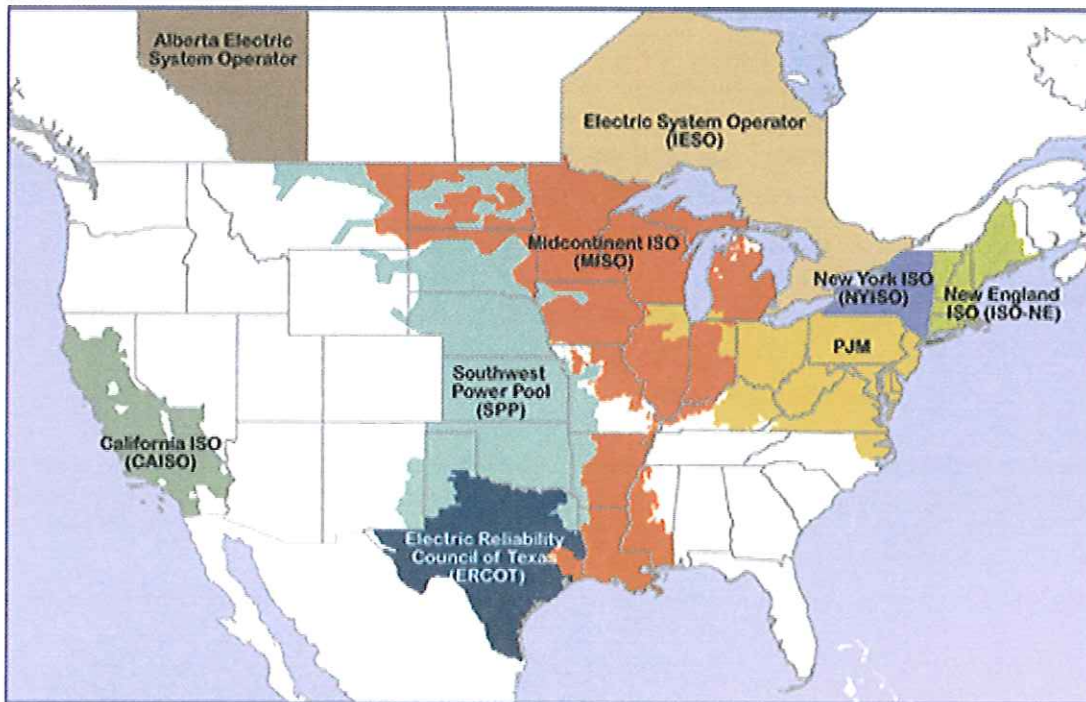 Alberta Electric
System Operator
Electric System Operator
(IESO)
Midcontinent ISO
(MISO)
New York ISO
(NYISO)
New England
ISO (ISO-NE)
PJM
Southwest
Power Pool
(SPP)
California ISO
(CAISO)
Electric Reliability
Council of Texas
(ERCOT)